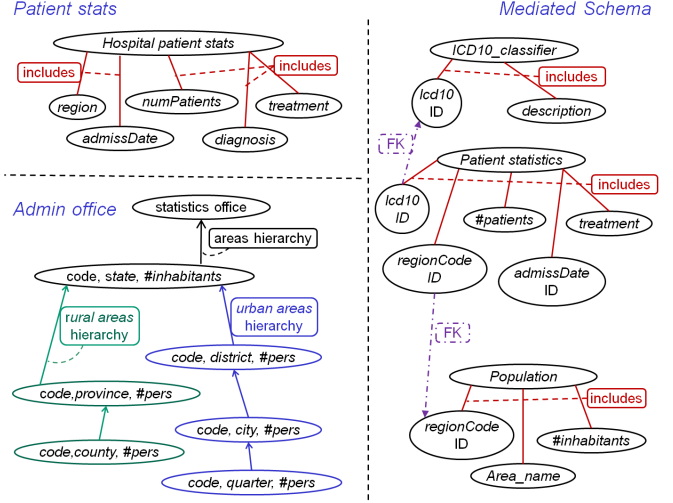 Patient stats
Hospital patient stats
includes
region
numPatients
treatment
admissDate
diagnosis
Admin office
statistics office
areas hierarchy
code, state, #inhabitants
rural areas
hierarchy
urban areas
hierarchy
code, district, #pers
code,province, #pers
code, city, #pers
code,county, #pers
code, quarter, #pers
Mediated Schema
ICD10_classifier
includes
Icd10
ID
description
FK
Patient statistics
includes
Icd10
ID
#patients
treatment
regionCode
ID
admissDate
ID
FK
Population
includes
regionCode
ID
#inhabitants
Area_name